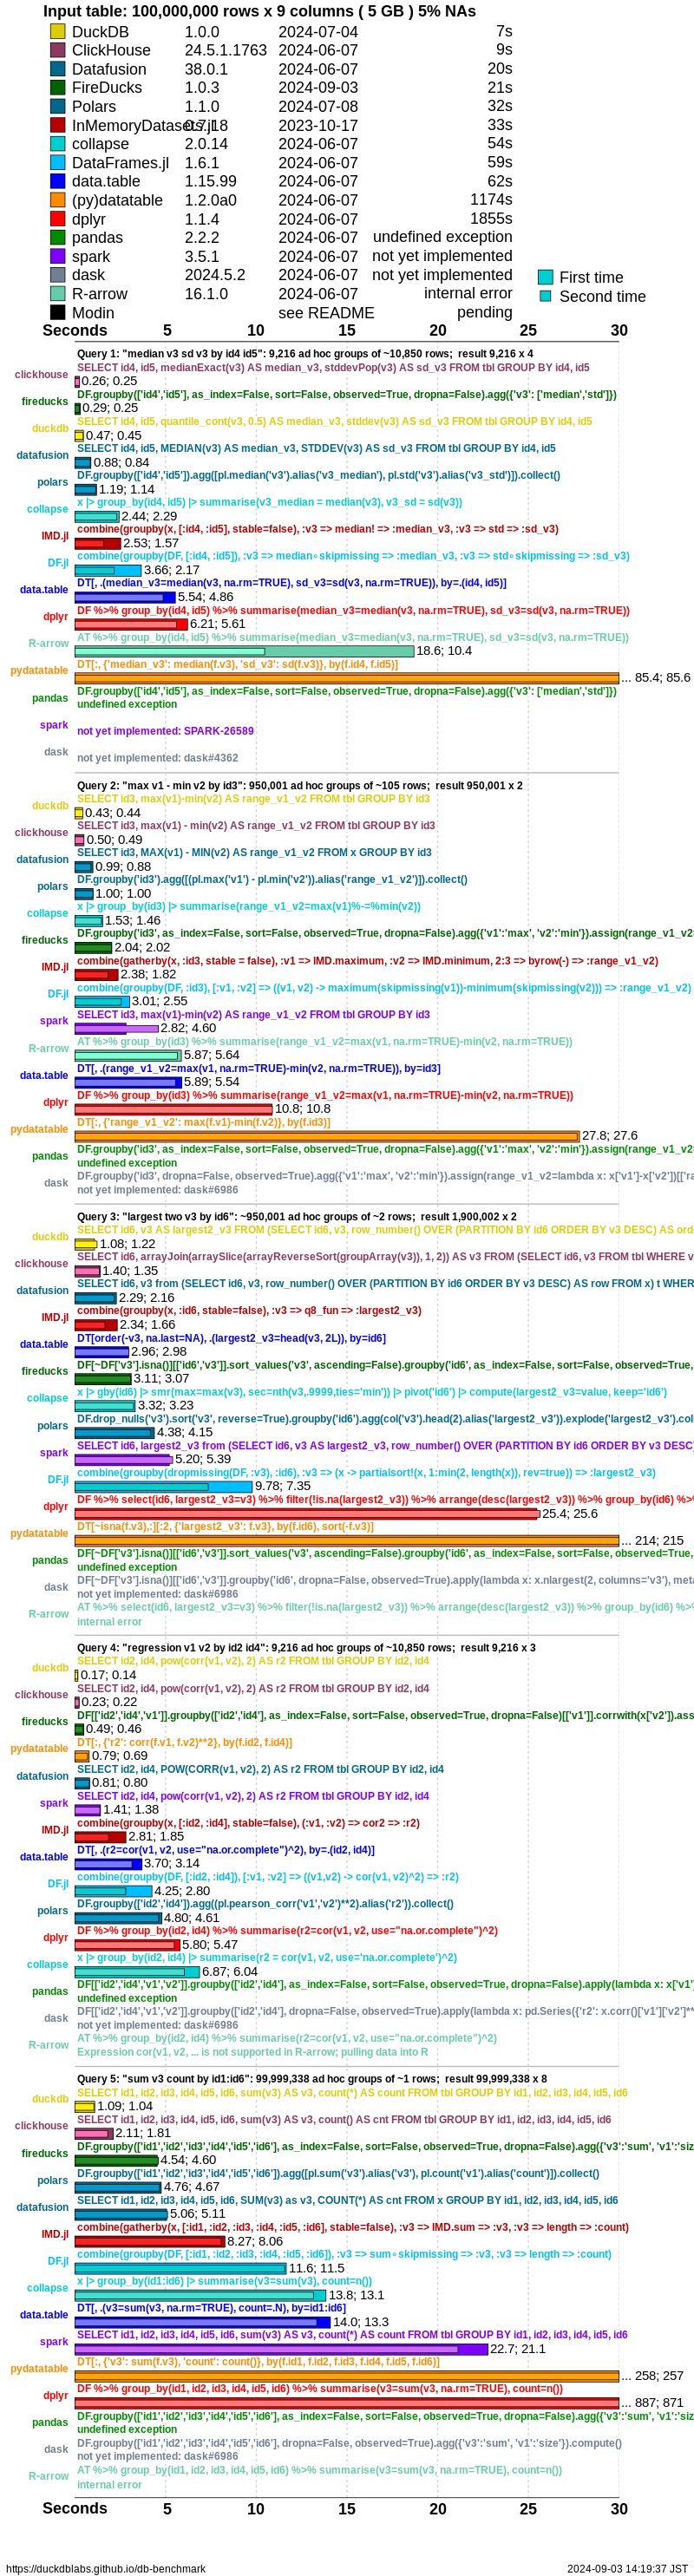 Input table: 100,000,000 rows x 9 columns ( 5 GB ) 5% NAs
DuckDB 1.0.0 2024-07-04 7s
ClickHouse 24.5.1.1763 2024-06-07 9s
Datafusion 38.0.1 2024-06-07 20s
FireDucks 1.0.3 2024-09-03 21s
Polars 1.1.0 2024-07-08 32s
InMemoryDatasets.jl 0.7.18 2023-10-17 33s
collapse 2.0.14 2024-06-07 54s
DataFrames.jl 1.6.1 2024-06-07 59s
data.table 1.15.99 2024-06-07 62s
(py)datatable 1.2.0a0 2024-06-07 1174s
dplyr 1.1.4 2024-06-07 1855s
pandas 2.2.2 2024-06-07 undefined exception
spark 3.5.1 2024-06-07 not yet implemented
dask 2024.5.2 2024-06-07 not yet implemented
R-arrow 16.1.0 2024-06-07 internal error
Modin see README pending
First time
Second time
Seconds 5 10 15 20 25 30
Query 1: "median v3 sd v3 by id4 id5": 9,216 ad hoc groups of ~10,850 rows; result 9,216 x 4
clickhouse SELECT id4, id5, medianExact(v3) AS median_v3, stddevPop(v3) AS sd_v3 FROM tbl GROUP BY id4, id5
0.26; 0.25
fireducks DF.groupby(['id4','id5'], as_index=False, sort=False, observed=True, dropna=False).agg({'v3': ['median','std']})
0.29; 0.25
duckdb SELECT id4, id5, quantile_cont(v3, 0.5) AS median_v3, stddev(v3) AS sd_v3 FROM tbl GROUP BY id4, id5
0.47; 0.45
datafusion SELECT id4, id5, MEDIAN(v3) AS median_v3, STDDEV(v3) AS sd_v3 FROM tbl GROUP BY id4, id5
0.88; 0.84
polars DF.groupby(['id4','id5']).agg([pl.median('v3').alias('v3_median'), pl.std('v3').alias('v3_std')]).collect()
1.19; 1.14
collapse x |> group_by(id4, id5) |> summarise(v3_median = median(v3), v3_sd = sd(v3))
2.44; 2.29
IMD.jl combine(groupby(x, [:id4, :id5], stable=false), :v3 => median! => :median_v3, :v3 => std => :sd_v3)
2.53; 1.57
DF.jl combine(groupby(DF, [:id4, :id5]), :v3 => median∘skipmissing => :median_v3, :v3 => std∘skipmissing => :sd_v3)
3.66; 2.17
data.table DT[, .(median_v3=median(v3, na.rm=TRUE), sd_v3=sd(v3, na.rm=TRUE)), by=.(id4, id5)]
5.54; 4.86
dplyr DF %>% group_by(id4, id5) %>% summarise(median_v3=median(v3, na.rm=TRUE), sd_v3=sd(v3, na.rm=TRUE))
6.21; 5.61
R-arrow AT %>% group_by(id4, id5) %>% summarise(median_v3=median(v3, na.rm=TRUE), sd_v3=sd(v3, na.rm=TRUE))
18.6; 10.4
pydatatable DT[:, {'median_v3': median(f.v3), 'sd_v3': sd(f.v3)}, by(f.id4, f.id5)]
... 85.4; 85.6
pandas DF.groupby(['id4','id5'], as_index=False, sort=False, observed=True, dropna=False).agg({'v3': ['median','std']})
undefined exception
spark not yet implemented: SPARK-26589
dask not yet implemented: dask#4362
Query 2: "max v1 - min v2 by id3": 950,001 ad hoc groups of ~105 rows; result 950,001 x 2
duckdb SELECT id3, max(v1)-min(v2) AS range_v1_v2 FROM tbl GROUP BY id3
0.43; 0.44
clickhouse SELECT id3, max(v1) - min(v2) AS range_v1_v2 FROM tbl GROUP BY id3
0.50; 0.49
datafusion SELECT id3, MAX(v1) - MIN(v2) AS range_v1_v2 FROM x GROUP BY id3
0.99; 0.88
polars DF.groupby('id3').agg([(pl.max('v1') - pl.min('v2')).alias('range_v1_v2')]).collect()
1.00; 1.00
collapse x |> group_by(id3) |> summarise(range_v1_v2=max(v1)%-=%min(v2))
1.53; 1.46
fireducks DF.groupby('id3', as_index=False, sort=False, observed=True, dropna=False).agg({'v1':'max', 'v2':'min'}).assign(range_v1_v2
2.04; 2.02
IMD.jl combine(gatherby(x, :id3, stable = false), :v1 => IMD.maximum, :v2 => IMD.minimum, 2:3 => byrow(-) => :range_v1_v2)
2.38; 1.82
DF.jl combine(groupby(DF, :id3), [:v1, :v2] => ((v1, v2) -> maximum(skipmissing(v1))-minimum(skipmissing(v2))) => :range_v1_v2)
3.01; 2.55
spark SELECT id3, max(v1)-min(v2) AS range_v1_v2 FROM tbl GROUP BY id3
2.82; 4.60
R-arrow AT %>% group_by(id3) %>% summarise(range_v1_v2=max(v1, na.rm=TRUE)-min(v2, na.rm=TRUE))
5.87; 5.64
data.table DT[, .(range_v1_v2=max(v1, na.rm=TRUE)-min(v2, na.rm=TRUE)), by=id3]
5.89; 5.54
dplyr DF %>% group_by(id3) %>% summarise(range_v1_v2=max(v1, na.rm=TRUE)-min(v2, na.rm=TRUE))
10.8; 10.8
pydatatable DT[:, {'range_v1_v2': max(f.v1)-min(f.v2)}, by(f.id3)]
27.8; 27.6
pandas DF.groupby('id3', as_index=False, sort=False, observed=True, dropna=False).agg({'v1':'max', 'v2':'min'}).assign(range_v1_v2
undefined exception
dask DF.groupby('id3', dropna=False, observed=True).agg({'v1':'max', 'v2':'min'}).assign(range_v1_v2=lambda x: x['v1']-x['v2'])[['ra
not yet implemented: dask#6986
Query 3: "largest two v3 by id6": ~950,001 ad hoc groups of ~2 rows; result 1,900,002 x 2
duckdb SELECT id6, v3 AS largest2_v3 FROM (SELECT id6, v3, row_number() OVER (PARTITION BY id6 ORDER BY v3 DESC) AS ord
1.08; 1.22
clickhouse SELECT id6, arrayJoin(arraySlice(arrayReverseSort(groupArray(v3)), 1, 2)) AS v3 FROM (SELECT id6, v3 FROM tbl WHERE v
1.40; 1.35
datafusion SELECT id6, v3 from (SELECT id6, v3, row_number() OVER (PARTITION BY id6 ORDER BY v3 DESC) AS row FROM x) t WHER
2.29; 2.16
IMD.jl combine(groupby(x, :id6, stable=false), :v3 => q8_fun => :largest2_v3)
2.34; 1.66
data.table DT[order(-v3, na.last=NA), .(largest2_v3=head(v3, 2L)), by=id6]
2.96; 2.98
fireducks DF[~DF['v3'].isna()][['id6','v3']].sort_values('v3', ascending=False).groupby('id6', as_index=False, sort=False, observed=True,
3.11; 3.07
collapse x |> gby(id6) |> smr(max=max(v3), sec=nth(v3,.9999,ties='min')) |> pivot('id6') |> compute(largest2_v3=value, keep='id6')
3.32; 3.23
polars DF.drop_nulls('v3').sort('v3', reverse=True).groupby('id6').agg(col('v3').head(2).alias('largest2_v3')).explode('largest2_v3').col
4.38; 4.15
spark SELECT id6, largest2_v3 from (SELECT id6, v3 AS largest2_v3, row_number() OVER (PARTITION BY id6 ORDER BY v3 DESC)
5.20; 5.39
DF.jl combine(groupby(dropmissing(DF, :v3), :id6), :v3 => (x -> partialsort!(x, 1:min(2, length(x)), rev=true)) => :largest2_v3)
9.78; 7.35
dplyr DF %>% select(id6, largest2_v3=v3) %>% filter(!is.na(largest2_v3)) %>% arrange(desc(largest2_v3)) %>% group_by(id6) %>%
25.4; 25.6
pydatatable DT[~isna(f.v3),:][:2, {'largest2_v3': f.v3}, by(f.id6), sort(-f.v3)]
... 214; 215
pandas DF[~DF['v3'].isna()][['id6','v3']].sort_values('v3', ascending=False).groupby('id6', as_index=False, sort=False, observed=True,
undefined exception
dask DF[~DF['v3'].isna()][['id6','v3']].groupby('id6', dropna=False, observed=True).apply(lambda x: x.nlargest(2, columns='v3'), meta
not yet implemented: dask#6986
R-arrow AT %>% select(id6, largest2_v3=v3) %>% filter(!is.na(largest2_v3)) %>% arrange(desc(largest2_v3)) %>% group_by(id6) %>%
internal error
Query 4: "regression v1 v2 by id2 id4": 9,216 ad hoc groups of ~10,850 rows; result 9,216 x 3
duckdb SELECT id2, id4, pow(corr(v1, v2), 2) AS r2 FROM tbl GROUP BY id2, id4
0.17; 0.14
clickhouse SELECT id2, id4, pow(corr(v1, v2), 2) AS r2 FROM tbl GROUP BY id2, id4
0.23; 0.22
fireducks DF[['id2','id4','v1']].groupby(['id2','id4'], as_index=False, sort=False, observed=True, dropna=False)[['v1']].corrwith(x['v2']).ass
0.49; 0.46
pydatatable DT[:, {'r2': corr(f.v1, f.v2)**2}, by(f.id2, f.id4)]
0.79; 0.69
datafusion SELECT id2, id4, POW(CORR(v1, v2), 2) AS r2 FROM tbl GROUP BY id2, id4
0.81; 0.80
spark SELECT id2, id4, pow(corr(v1, v2), 2) AS r2 FROM tbl GROUP BY id2, id4
1.41; 1.38
IMD.jl combine(groupby(x, [:id2, :id4], stable=false), (:v1, :v2) => cor2 => :r2)
2.81; 1.85
data.table DT[, .(r2=cor(v1, v2, use="na.or.complete")^2), by=.(id2, id4)]
3.70; 3.14
DF.jl combine(groupby(DF, [:id2, :id4]), [:v1, :v2] => ((v1,v2) -> cor(v1, v2)^2) => :r2)
4.25; 2.80
polars DF.groupby(['id2','id4']).agg((pl.pearson_corr('v1','v2')**2).alias('r2')).collect()
4.80; 4.61
dplyr DF %>% group_by(id2, id4) %>% summarise(r2=cor(v1, v2, use="na.or.complete")^2)
5.80; 5.47
collapse x |> group_by(id2, id4) |> summarise(r2 = cor(v1, v2, use='na.or.complete')^2)
6.87; 6.04
pandas DF[['id2','id4','v1','v2']].groupby(['id2','id4'], as_index=False, sort=False, observed=True, dropna=False).apply(lambda x: x['v1']
undefined exception
dask DF[['id2','id4','v1','v2']].groupby(['id2','id4'], dropna=False, observed=True).apply(lambda x: pd.Series({'r2': x.corr()['v1']['v2']**
not yet implemented: dask#6986
R-arrow AT %>% group_by(id2, id4) %>% summarise(r2=cor(v1, v2, use="na.or.complete")^2)
Expression cor(v1, v2, ... is not supported in R-arrow; pulling data into R
Query 5: "sum v3 count by id1:id6": 99,999,338 ad hoc groups of ~1 rows; result 99,999,338 x 8
duckdb SELECT id1, id2, id3, id4, id5, id6, sum(v3) AS v3, count(*) AS count FROM tbl GROUP BY id1, id2, id3, id4, id5, id6
1.09; 1.04
clickhouse SELECT id1, id2, id3, id4, id5, id6, sum(v3) AS v3, count() AS cnt FROM tbl GROUP BY id1, id2, id3, id4, id5, id6
2.11; 1.81
fireducks DF.groupby(['id1','id2','id3','id4','id5','id6'], as_index=False, sort=False, observed=True, dropna=False).agg({'v3':'sum', 'v1':'size
4.54; 4.60
polars DF.groupby(['id1','id2','id3','id4','id5','id6']).agg([pl.sum('v3').alias('v3'), pl.count('v1').alias('count')]).collect()
4.76; 4.67
datafusion SELECT id1, id2, id3, id4, id5, id6, SUM(v3) as v3, COUNT(*) AS cnt FROM x GROUP BY id1, id2, id3, id4, id5, id6
5.06; 5.11
IMD.jl combine(gatherby(x, [:id1, :id2, :id3, :id4, :id5, :id6], stable=false), :v3 => IMD.sum => :v3, :v3 => length => :count)
8.27; 8.06
DF.jl combine(groupby(DF, [:id1, :id2, :id3, :id4, :id5, :id6]), :v3 => sum∘skipmissing => :v3, :v3 => length => :count)
11.6; 11.5
collapse x |> group_by(id1:id6) |> summarise(v3=sum(v3), count=n())
13.8; 13.1
data.table DT[, .(v3=sum(v3, na.rm=TRUE), count=.N), by=id1:id6]
14.0; 13.3
spark SELECT id1, id2, id3, id4, id5, id6, sum(v3) AS v3, count(*) AS count FROM tbl GROUP BY id1, id2, id3, id4, id5, id6
22.7; 21.1
pydatatable DT[:, {'v3': sum(f.v3), 'count': count()}, by(f.id1, f.id2, f.id3, f.id4, f.id5, f.id6)]
... 258; 257
dplyr DF %>% group_by(id1, id2, id3, id4, id5, id6) %>% summarise(v3=sum(v3, na.rm=TRUE), count=n())
... 887; 871
pandas DF.groupby(['id1','id2','id3','id4','id5','id6'], as_index=False, sort=False, observed=True, dropna=False).agg({'v3':'sum', 'v1':'size
undefined exception
dask DF.groupby(['id1','id2','id3','id4','id5','id6'], dropna=False, observed=True).agg({'v3':'sum', 'v1':'size'}).compute()
not yet implemented: dask#6986
R-arrow AT %>% group_by(id1, id2, id3, id4, id5, id6) %>% summarise(v3=sum(v3, na.rm=TRUE), count=n())
internal error
Seconds 5 10 15 20 25 30
https://duckdblabs.github.io/db-benchmark 2024-09-03 14:19:37 JST